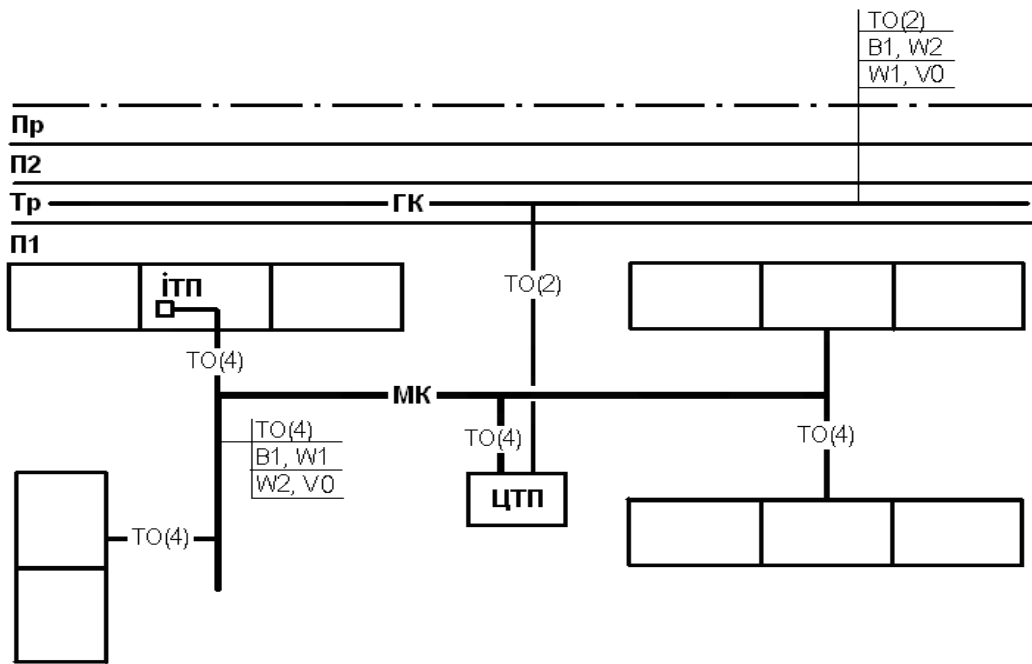 ТО(2)
В1, W2
W1, V0
Пр
П2
Тр
ГК
П1
ТО(2)
ітп
ТО(4)
МК
ТО(4)
В1, W1
W2, V0
ТО(4)
ТО(4)
ЦТП
ТО(4)